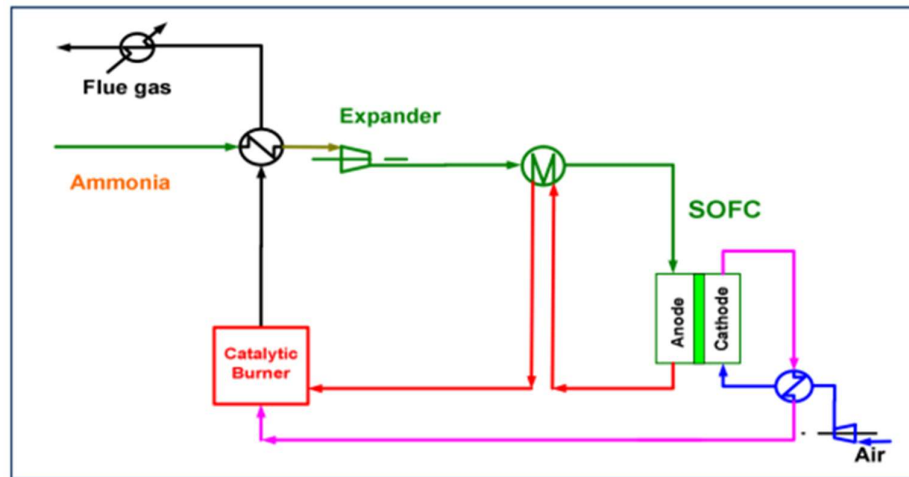 Flue gas
Expander
Ammonia
SOFC
Anode
Cathode
Catalytic
Burner
Air